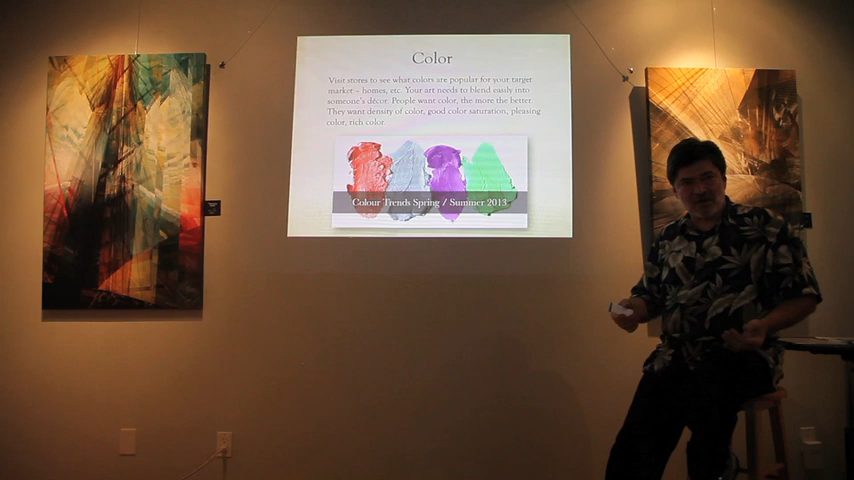 Color
Visit stores to see what colors are popular for your target
market – homes, etc. Your art needs to blend easily into
someone's décor. People want color, the more the better.
They want density of color, good color saturation, pleasing
color, rich color.
Colour Trends Spring / Summer 2013